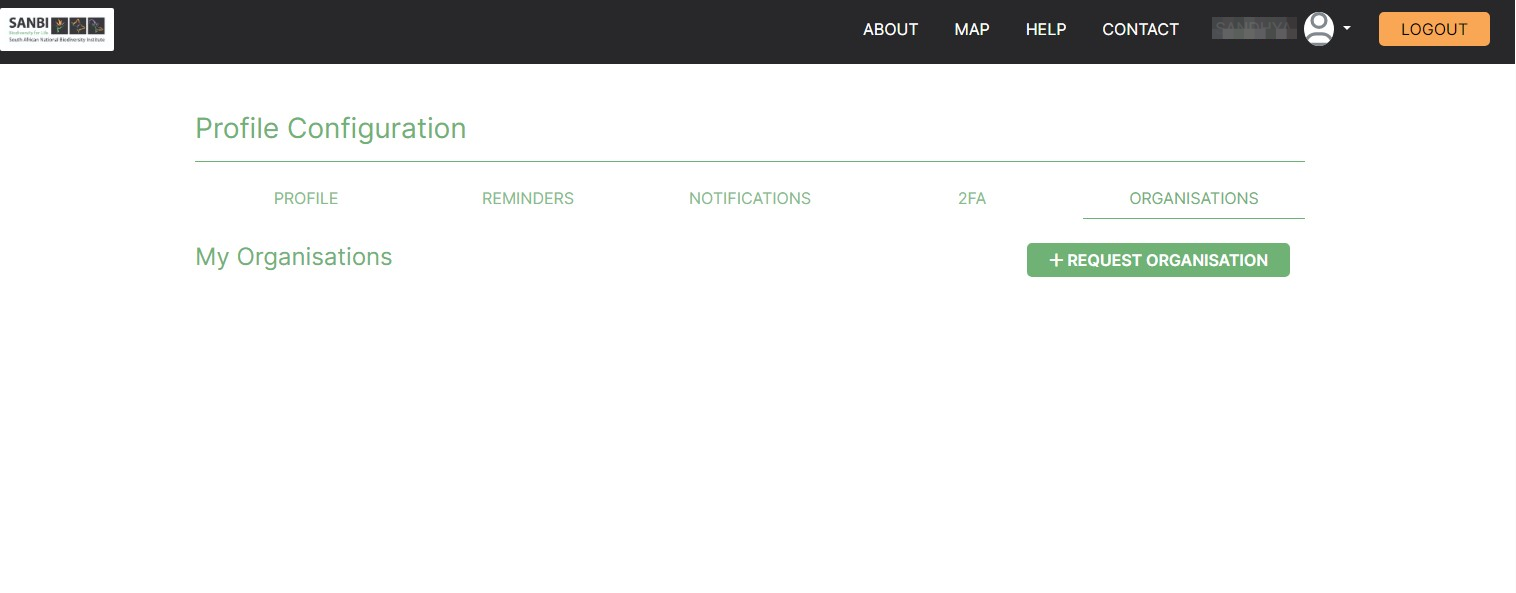 SANBI
Biodiversity for Life
South African National Biodiversity Institute
ABOUT
MAP
HELP
CONTACT
LOGOUT
Profile Configuration
PROFILE
REMINDERS
NOTIFICATIONS
2FA
ORGANISATIONS
My Organisations
+ REQUEST ORGANISATION